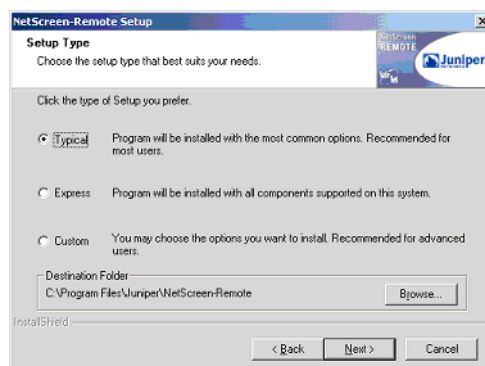 NetScreen-Remote Setup
Setup Type
Choose the setup type that best suits your needs.
NetScreen
REMOTE
Juniper
Click the type of Setup you prefer.
Typical
Program will be installed with the most common options. Recommended for
most users.
Express
Program will be installed with all components supported on this system.
Custom
You may choose the options you want to install. Recommended for advanced
users.
Destination Folder
C:\Program Files\Juniper\NetScreen-Remote
Browse...
InstallShield
< Back
Next >
Cancel